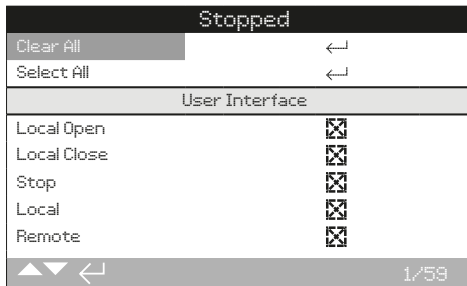 Stopped
Clear All
Select All
User Interface
Local Open
Local Close
Stop
Local
Remote
1/59